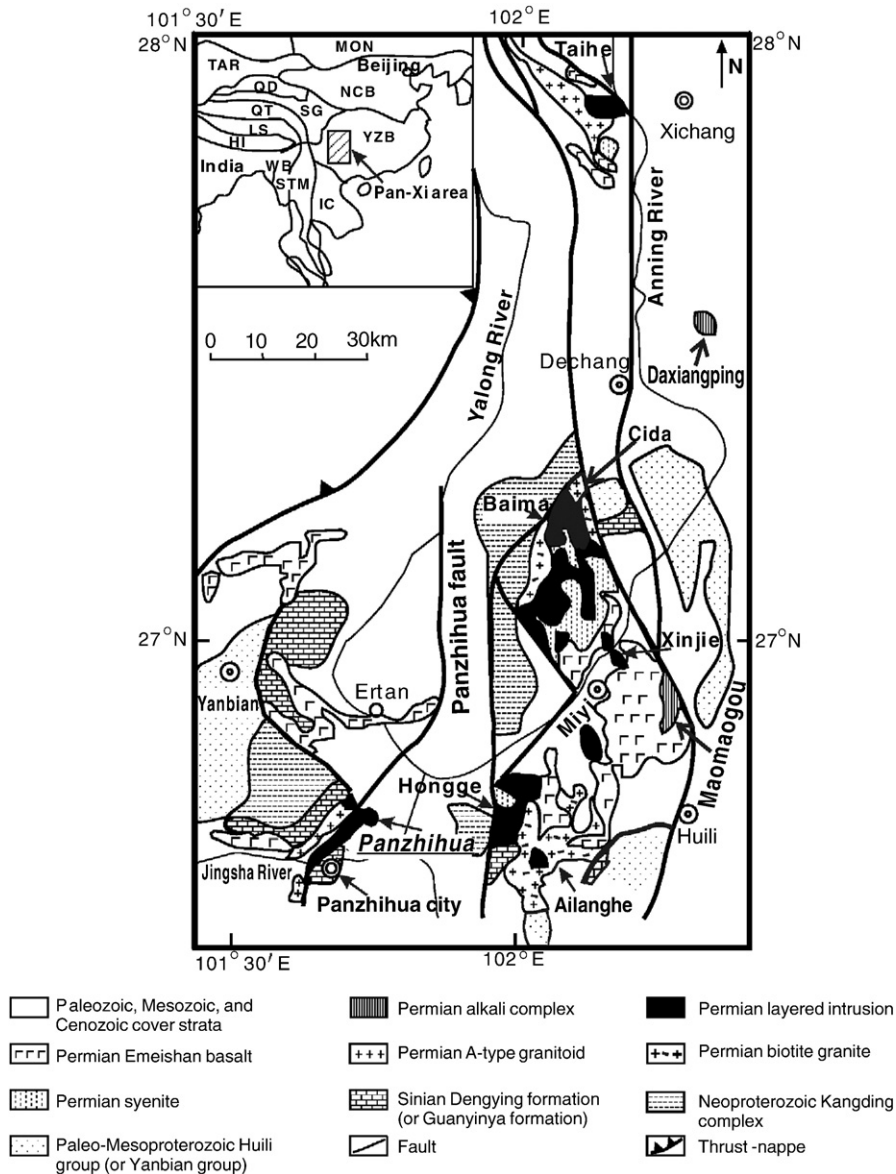 101°30′E
102°E
28°N
28°N
MON
Beijing
TAR
QD
NCB
QT
SG
LS
YZB
HI
India
WB
STM
IC
Pan-Xi area
Taihe
N
Xichang
Anning River
Yalong River
0 10 20 30km
Dechang
Daxiangping
Cida
Baima
Panzhihua fault
27°N
27°N
Xinjie
Yanbian
Ertan
Miyi
Maomaogou
Hongge
Panzhihua
Huili
Jingsha River
Panzhihua city
Ailanghe
101°30′E
102°E
Paleozoic, Mesozoic, and
Cenozoic cover strata
Permian alkali complex
Permian layered intrusion
Permian Emeishan basalt
Permian A-type granitoid
Permian biotite granite
Permian syenite
Sinian Dengying formation
(or Guanyinya formation)
Neoproterozoic Kangding
complex
Paleo-Mesoproterozoic Huili
group (or Yanbian group)
Fault
Thrust -nappe